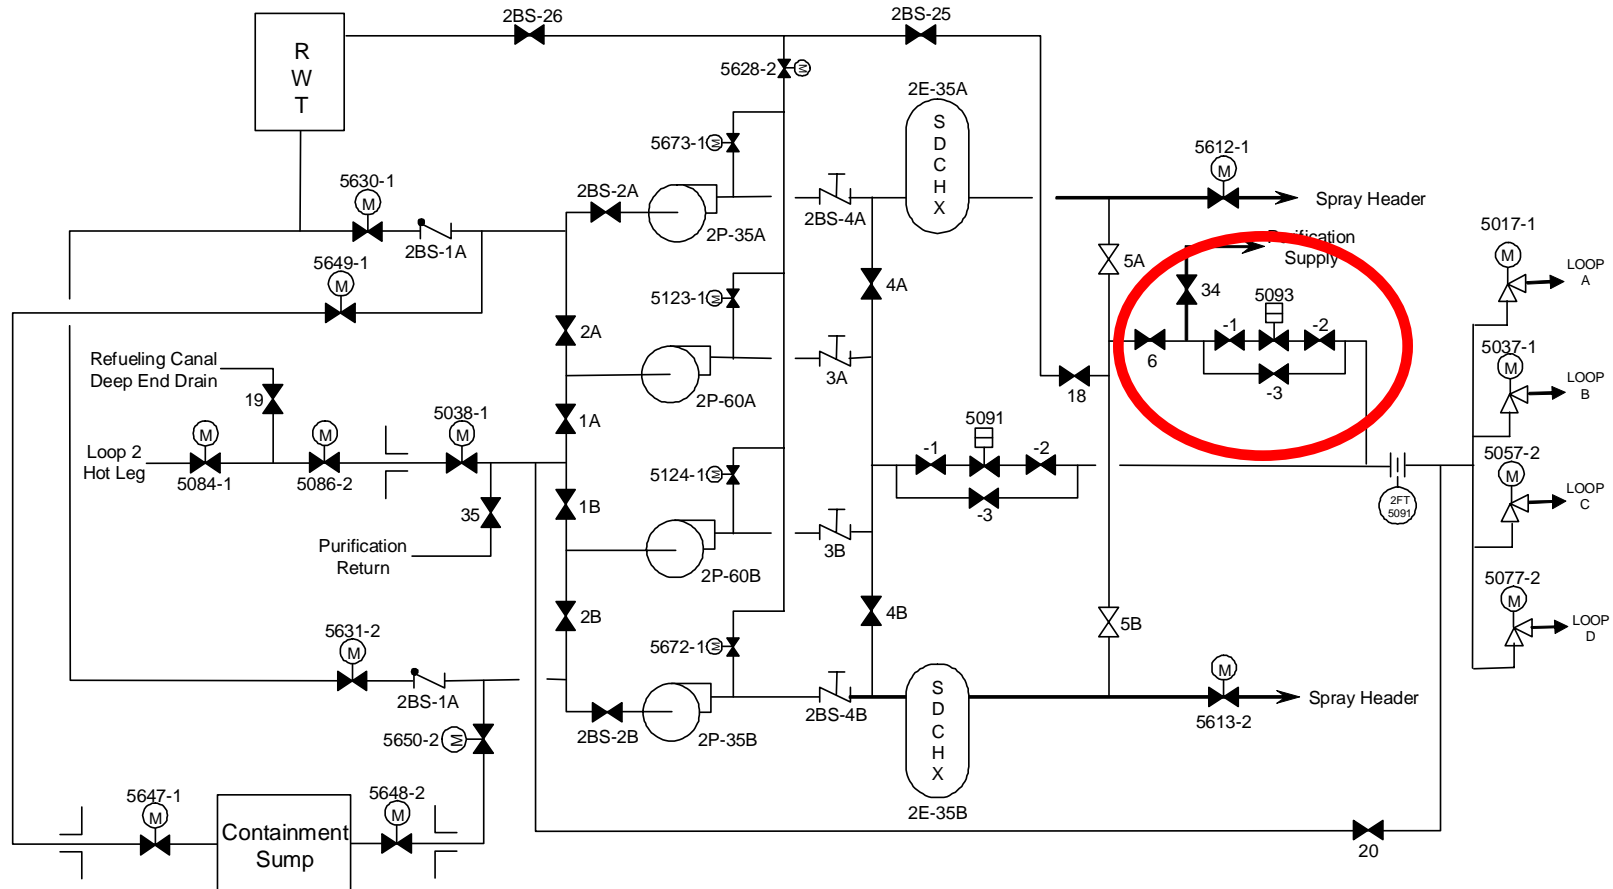 2BS-26
2BS-25
R
W
T
5628-2
M
2E-35A
S
D
C
H
X
5673-1
M
5612-1
M
5630-1
M
2BS-2A
Spray Header
2BS-4A
2P-35A
2BS-1A
5017-1
M
Purification
Supply
5649-1
M
5A
LOOP
A
5123-1
M
4A
34
5093
-1
-2
2A
Refueling Canal
Deep End Drain
3A
6
5037-1
M
-3
LOOP
B
19
2P-60A
18
5038-1
M
1A
5091
Loop 2
Hot Leg
M
M
-1
-2
5057-2
M
5084-1
5086-2
5124-1
M
LOOP
C
35
1B
-3
2FT
5091
Purification
Return
3B
2P-60B
5077-2
M
2B
4B
5B
LOOP
D
5631-2
M
5672-1
M
S
D
C
H
X
M
2BS-1A
Spray Header
2BS-4B
5613-2
2BS-2B
2P-35B
5650-2
M
5647-1
M
5648-2
M
2E-35B
Containment
Sump
20